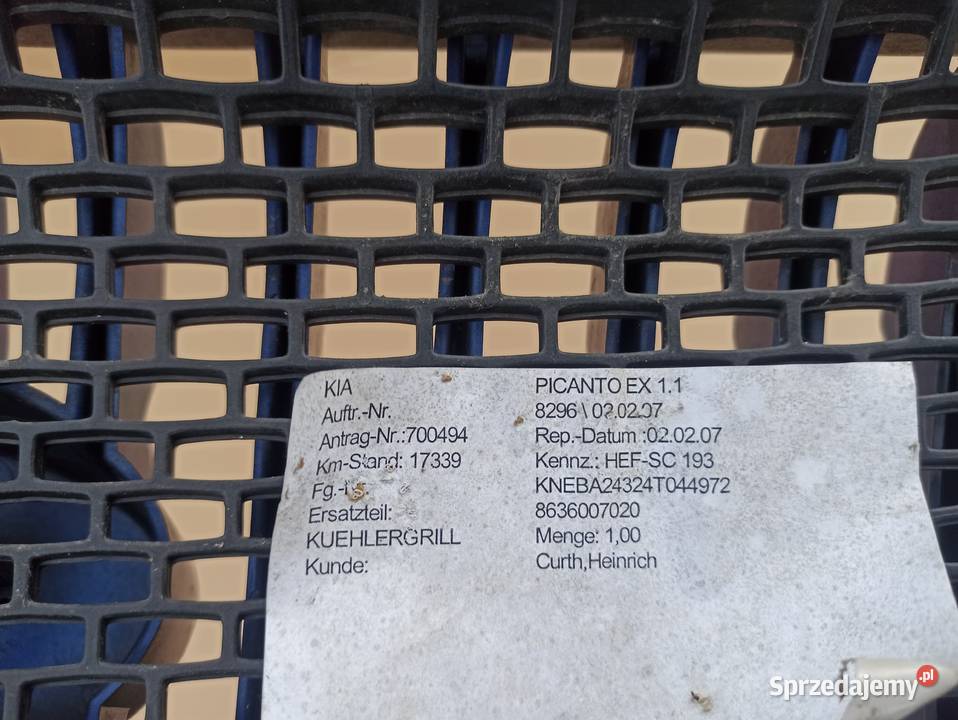 KIA PICANTO EX 1.1
Auftr.-Nr. 8296 \ 02.02.07
Antrag-Nr.:700494 Rep.-Datum :02.02.07
Km-Stand: 17339 Kennz.: HEF-SC 193
KNEBA24324T044972
Ersatzteil: 8636007020
KUEHLERGRILL Menge: 1,00
Kunde: Curth,Heinrich
Sprzedajemy.pl